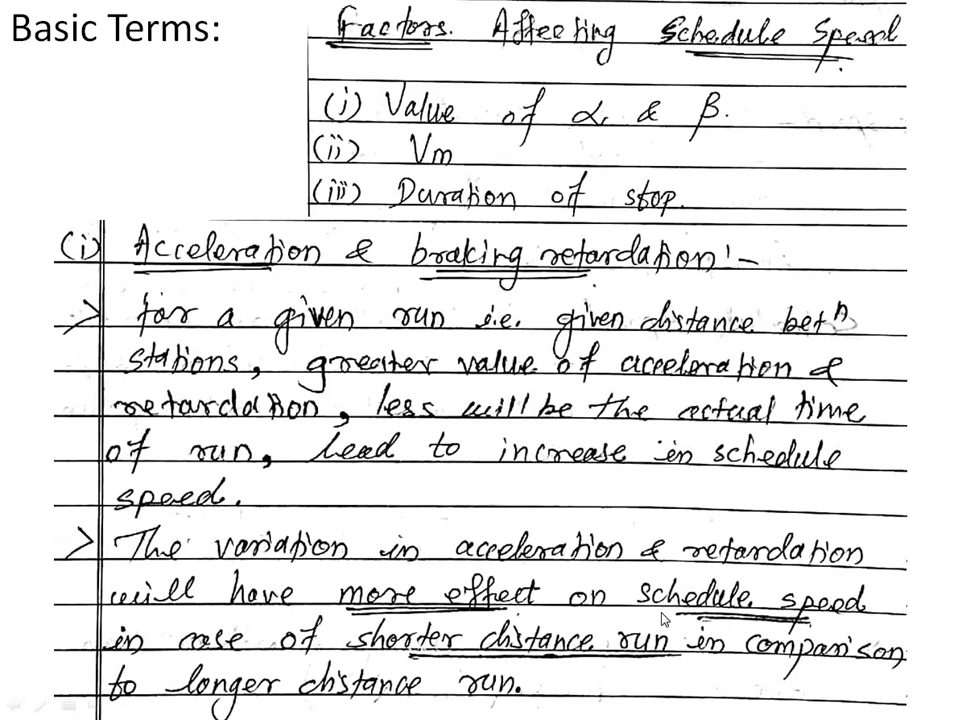 Basic Terms:
Factors. Affecting Schedule Speed.
(i) Value of α & β.
(ii) Vm
(iii) Duration of stop.
(i) Acceleration & braking retardation:-
> for a given run i.e. given distance betn
stations, greater value of acceleration &
retardation, less will be the actual time
of run, lead to increase in schedule
speed.
> The variation in acceleration & retardation
will have more effect on schedule speed
in case of shorter distance run in comparison
to longer distance run.